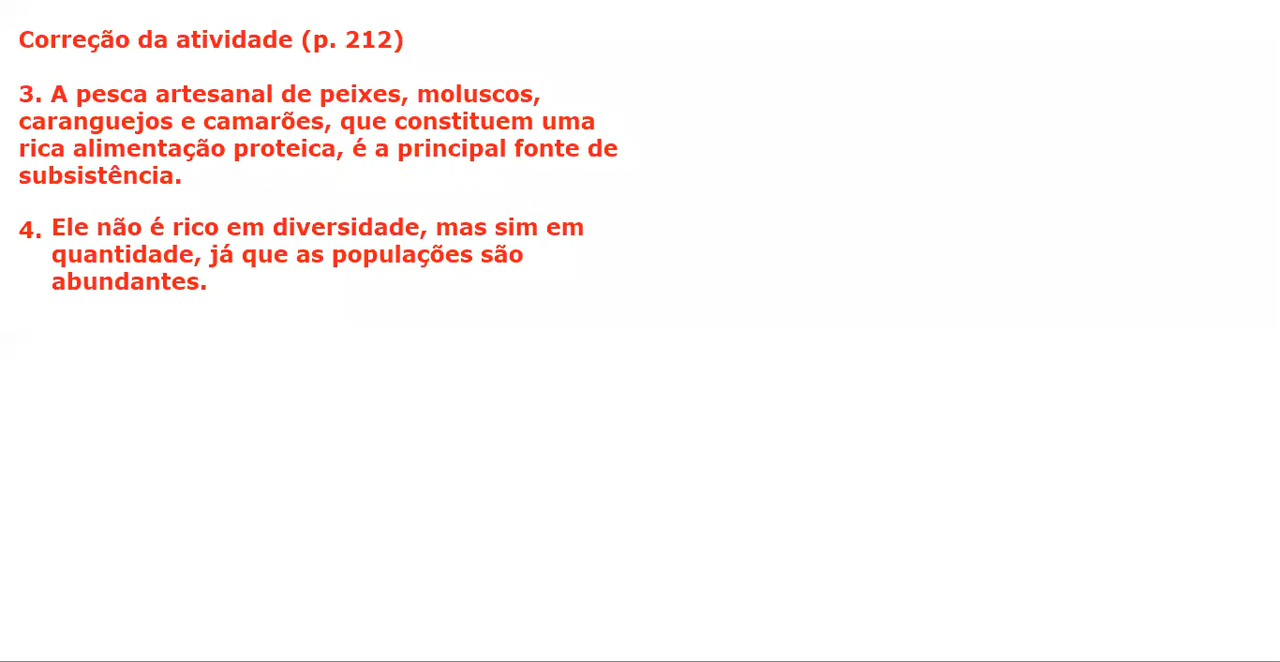 Correção da atividade (p. 212)
3. A pesca artesanal de peixes, moluscos,
caranguejos e camarões, que constituem uma
rica alimentação proteica, é a principal fonte de
subsistência.
4. Ele não é rico em diversidade, mas sim em
quantidade, já que as populações são
abundantes.